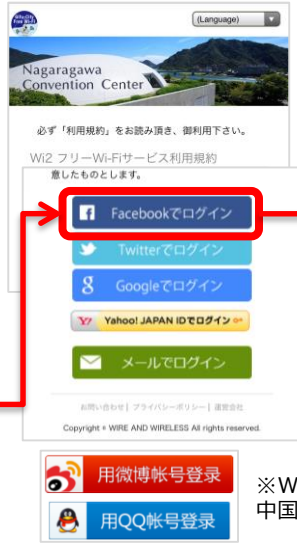 (Language)
Nagaragawa
Convention Center
必ず「利用規約」をお読み頂き、御利用下さい。
Wi2 フリーWi-Fiサービス利用規約
意したものとします。
Facebookでログイン
Twitterでログイン
Googleでログイン
Yahoo! JAPAN IDでログイン
メールでログイン
お問い合わせ | プライバシーポリシー | 運営会社
Copyright © WIRE AND WIRELESS All rights reserved.
用微博帐号登录
用QQ帐号登录
※W
中国